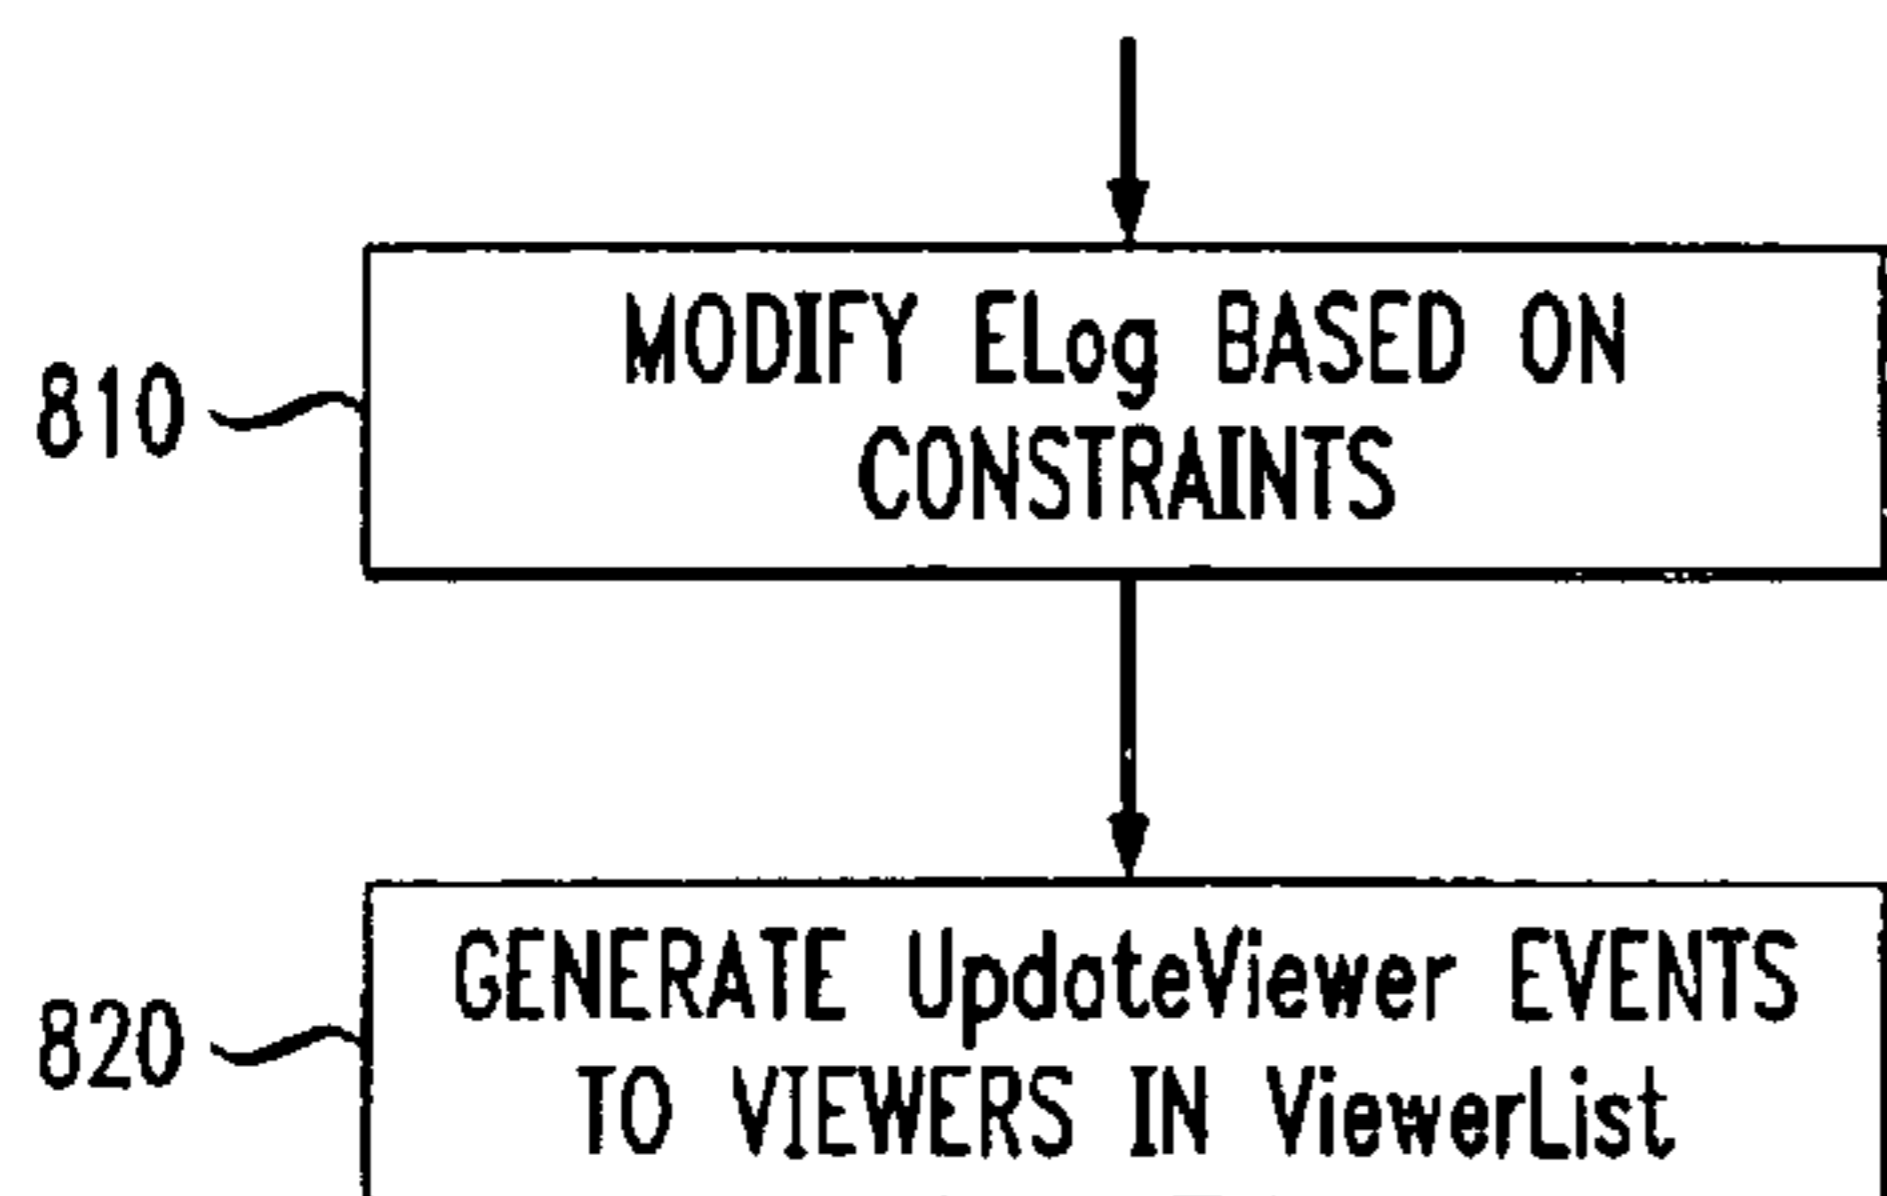 MODIFY ELog BASED ON
810
CONSTRAINTS
GENERATE UpdateViewer EVENTS
820
TO VIEWERS IN ViewerList